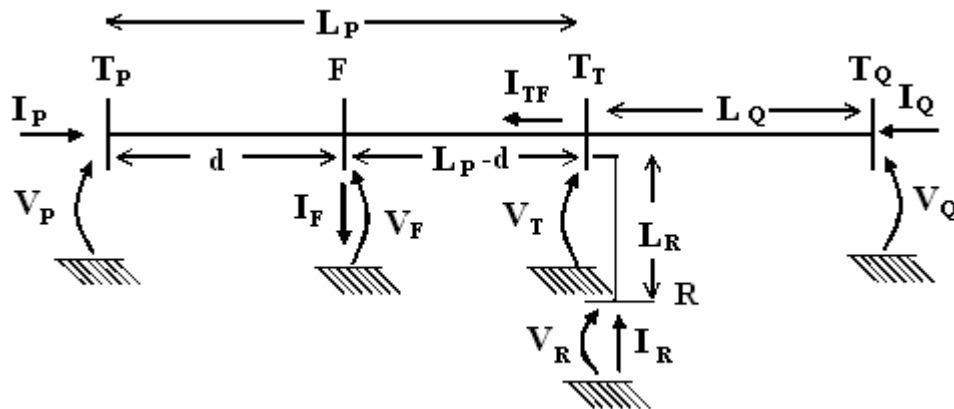 L_P
T_P F T_T T_Q
I_P I_TF L_Q I_Q
d L_P-d
V_P I_F V_F V_T L_R V_Q
R
V_R I_R